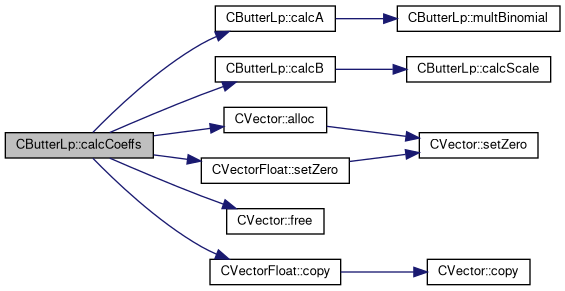 CButterLp::calcCoeffs
CButterLp::calcA
CButterLp::multBinomial
CButterLp::calcB
CButterLp::calcScale
CVector::alloc
CVector::setZero
CVectorFloat::setZero
CVector::free
CVectorFloat::copy
CVector::copy